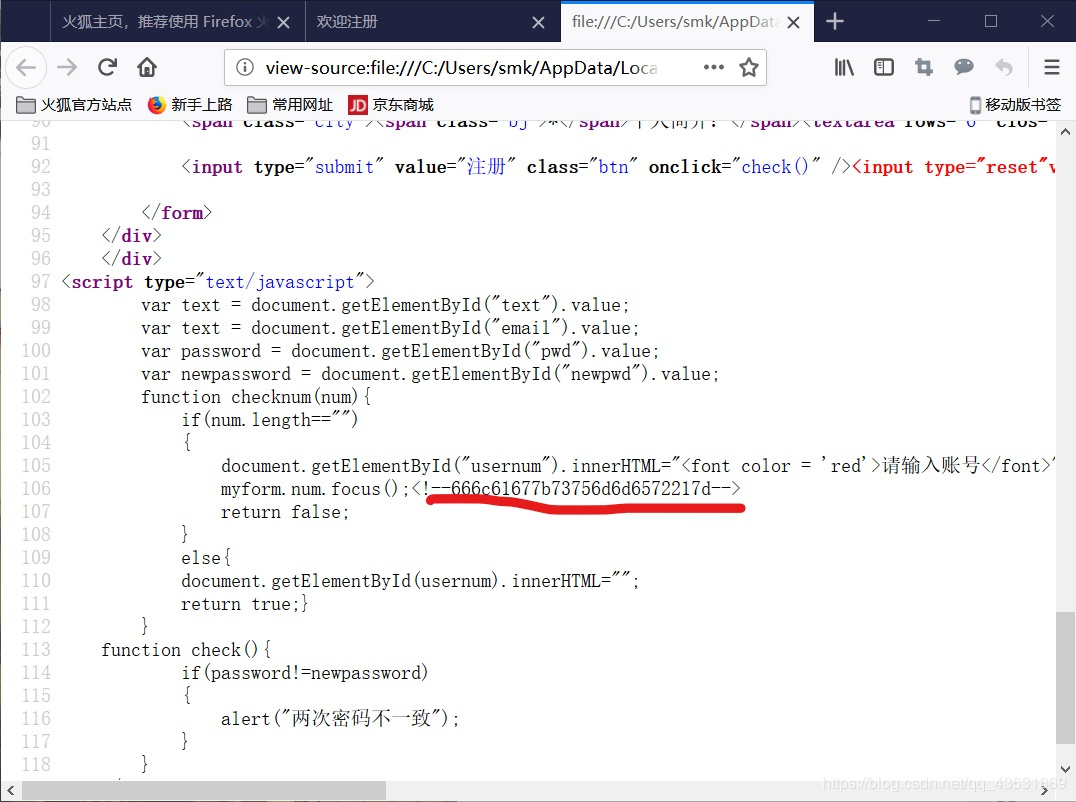 火狐主页，推荐使用 Firefox
欢迎注册
file:///C:/Users/smk/AppData
view-source:file:///C:/Users/smk/AppData/Loca
火狐官方站点 新手上路 常用网址 JD 京东商城 移动版书签
90 <span class="city"><span class="bj">*</span>个人简介：</span><textarea rows="6" clos="
91
92 <input type="submit" value="注册" class="btn" onclick="check()" /><input type="reset"v
93
94 </form>
95 </div>
96 </div>
97 <script type="text/javascript">
98 var text = document.getElementById("text").value;
99 var text = document.getElementById("email").value;
100 var password = document.getElementById("pwd").value;
101 var newpassword = document.getElementById("newpwd").value;
102 function checknum(num){
103 if(num.length=="")
104 {
105 document.getElementById("usernum").innerHTML="<font color = 'red'>请输入账号</font>"
106 myform.num.focus();<!--666c61677b73756d6d6572217d-->
107 return false;
108 }
109 else{
110 document.getElementById(usernum).innerHTML="";
111 return true;}
112 }
113 function check(){
114 if(password!=newpassword)
115 {
116 alert("两次密码不一致");
117 }
118 }